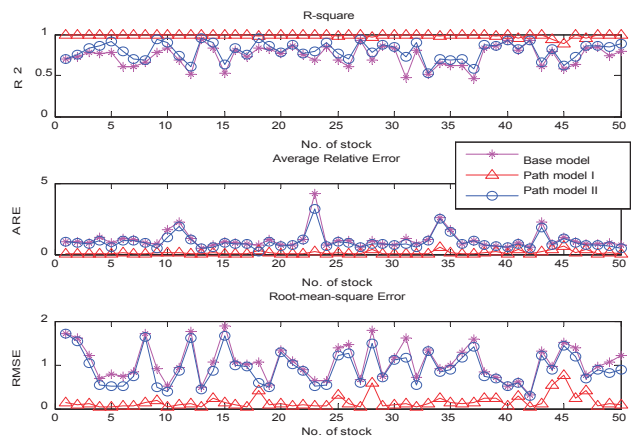 R-square
1
0.5
0
R 2
0 5 10 15 20 25 30 35 40 45 50
No. of stock
Average Relative Error
Base model
Path model I
Path model II
5
0
ARE
0 5 10 15 20 25 30 35 40 45 50
No. of stock
Root-mean-square Error
2
1
0
RMSE
0 5 10 15 20 25 30 35 40 45 50
No. of stock